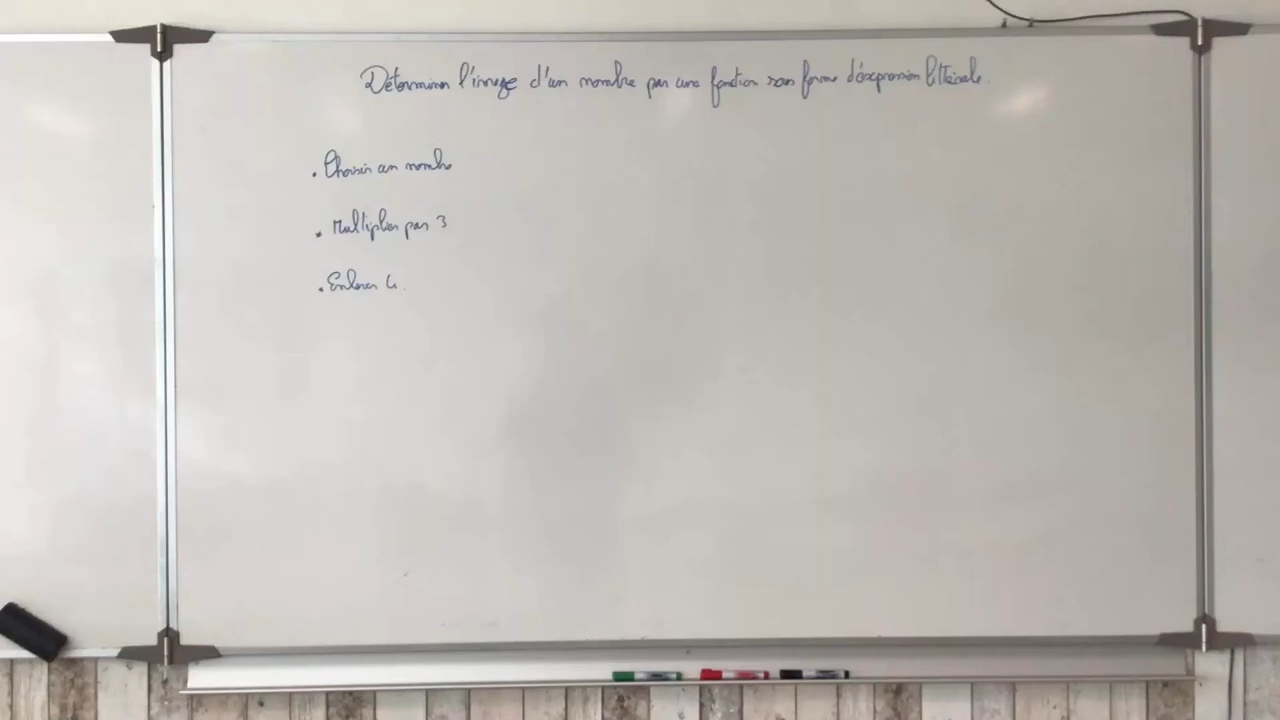 Déterminer l'image d'un nombre par une fonction sous forme d'expression littérale.
. Choisir un nombre
. Multiplier par 3
. Enlever 4.